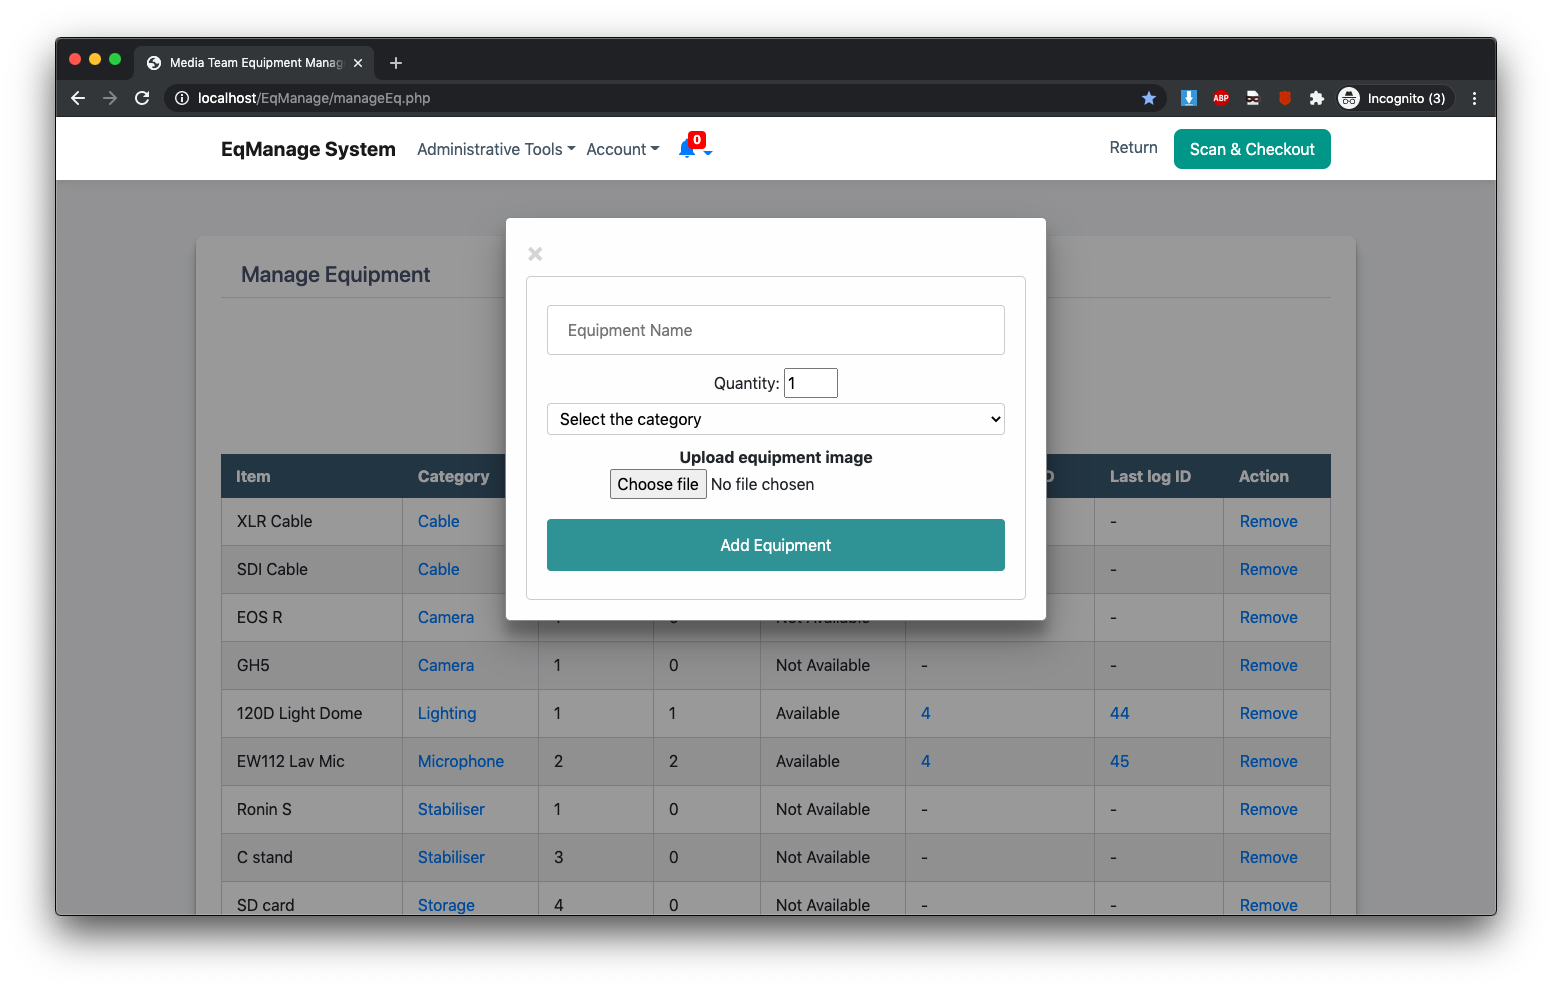 Media Team Equipment Manag
localhost/EqManage/manageEq.php
ABP
Incognito (3)
EqManage System
Administrative Tools
Account
0
Return
Scan & Checkout
Manage Equipment
×
Equipment Name
Quantity: 1
Select the category
Upload equipment image
Choose file No file chosen
Add Equipment
Item Category D Last log ID Action
XLR Cable Cable - Remove
SDI Cable Cable - Remove
EOS R Camera - Remove
GH5 Camera 1 0 Not Available - - Remove
120D Light Dome Lighting 1 1 Available 4 44 Remove
EW112 Lav Mic Microphone 2 2 Available 4 45 Remove
Ronin S Stabiliser 1 0 Not Available - - Remove
C stand Stabiliser 3 0 Not Available - - Remove
SD card Storage 4 0 Not Available - - Remove